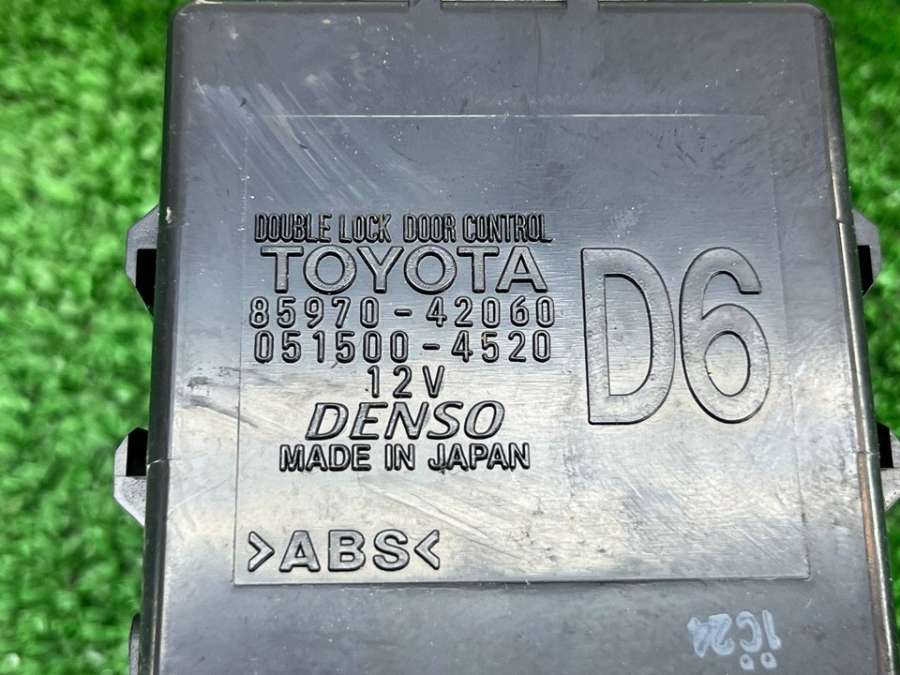 DOUBLE LOCK DOOR CONTROL
TOYOTA
85970-42060
051500-4520
12V
DENSO
MADE IN JAPAN
D6
>ABS<